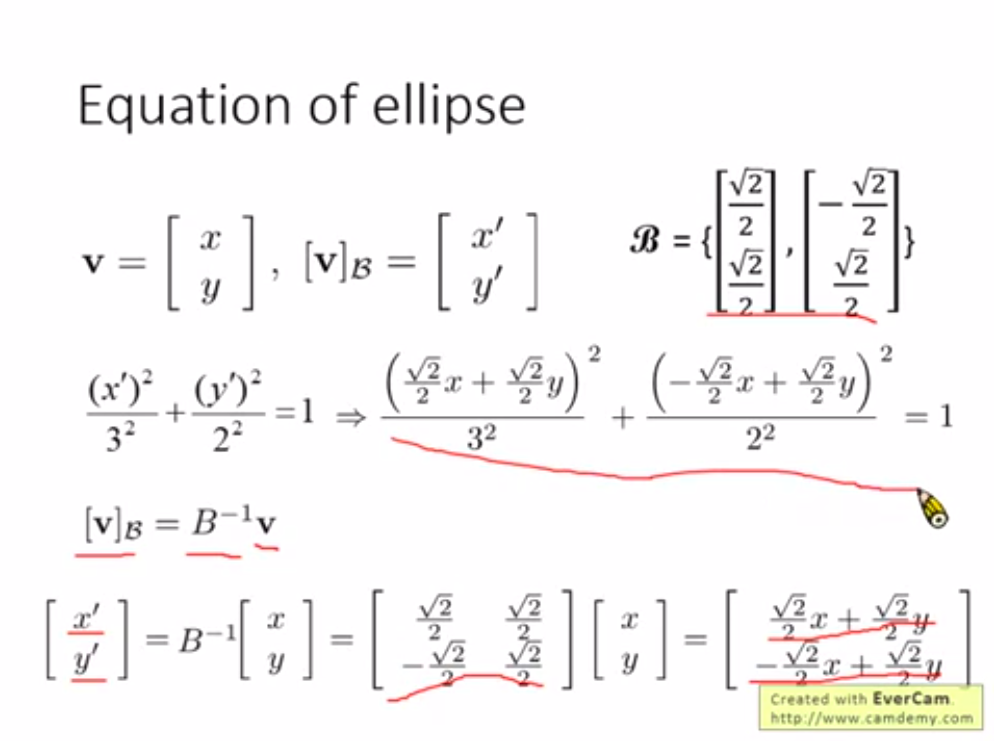 Equation of ellipse
$\mathbf{v} = \begin{bmatrix} x \\ y \end{bmatrix}, \ [\mathbf{v}]_{\mathcal{B}} = \begin{bmatrix} x' \\ y' \end{bmatrix}$ $\mathcal{B} = \{\begin{bmatrix} \frac{\sqrt{2}}{2} \\ \frac{\sqrt{2}}{2} \end{bmatrix}, \begin{bmatrix} -\frac{\sqrt{2}}{2} \\ \frac{\sqrt{2}}{2} \end{bmatrix}\}$
$\frac{(x')^2}{3^2} + \frac{(y')^2}{2^2} = 1 \Rightarrow \frac{\left(\frac{\sqrt{2}}{2}x + \frac{\sqrt{2}}{2}y\right)^2}{3^2} + \frac{\left(-\frac{\sqrt{2}}{2}x + \frac{\sqrt{2}}{2}y\right)^2}{2^2} = 1$
$[\mathbf{v}]_{\mathcal{B}} = B^{-1}\mathbf{v}$
$\begin{bmatrix} x' \\ y' \end{bmatrix} = B^{-1} \begin{bmatrix} x \\ y \end{bmatrix} = \begin{bmatrix} \frac{\sqrt{2}}{2} & \frac{\sqrt{2}}{2} \\ -\frac{\sqrt{2}}{2} & \frac{\sqrt{2}}{2} \end{bmatrix} \begin{bmatrix} x \\ y \end{bmatrix} = \begin{bmatrix} \frac{\sqrt{2}}{2}x + \frac{\sqrt{2}}{2}y \\ -\frac{\sqrt{2}}{2}x + \frac{\sqrt{2}}{2}y \end{bmatrix}$
Created with EverCam.
http://www.camdemy.com